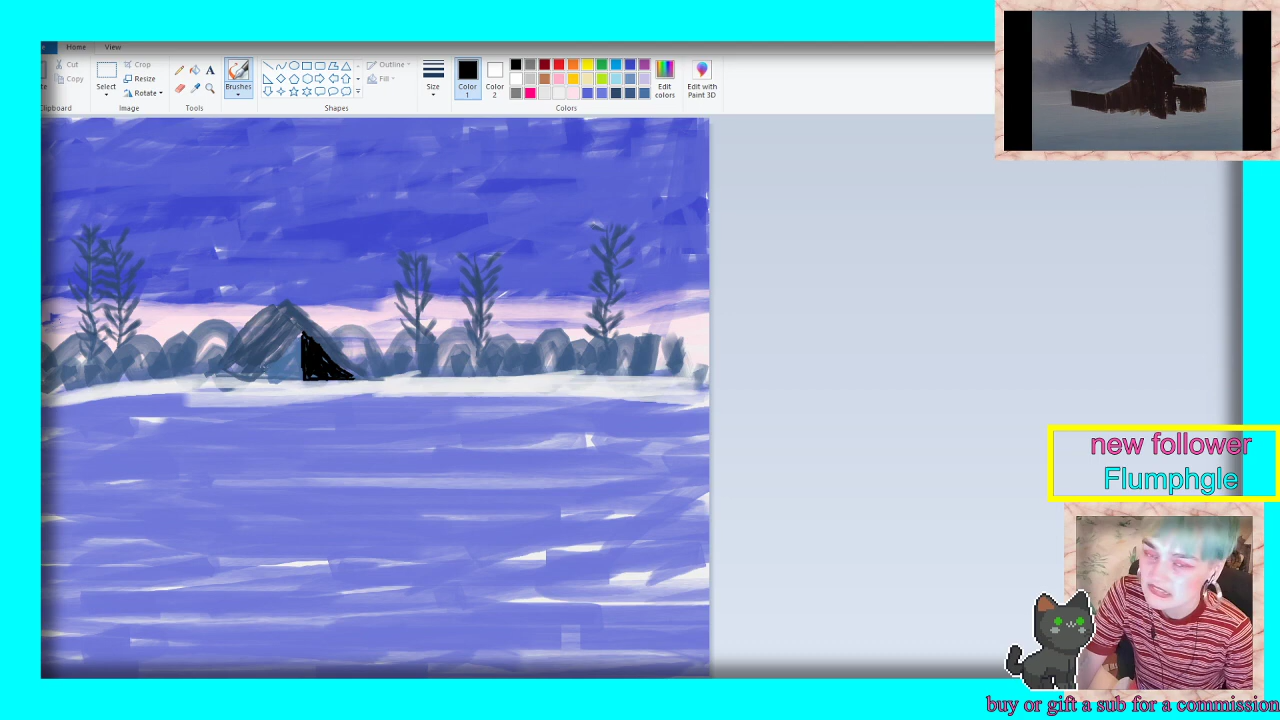 Home View
Cut
Copy
Select
Crop
Resize
Rotate
A
Brushes
Outline
Fill
Size
Color
1
Color
2
Edit
colors
Edit with
Paint 3D
Image
Tools
Shapes
Colors
new follower
Flumphgle
buy or gift a sub for a commission